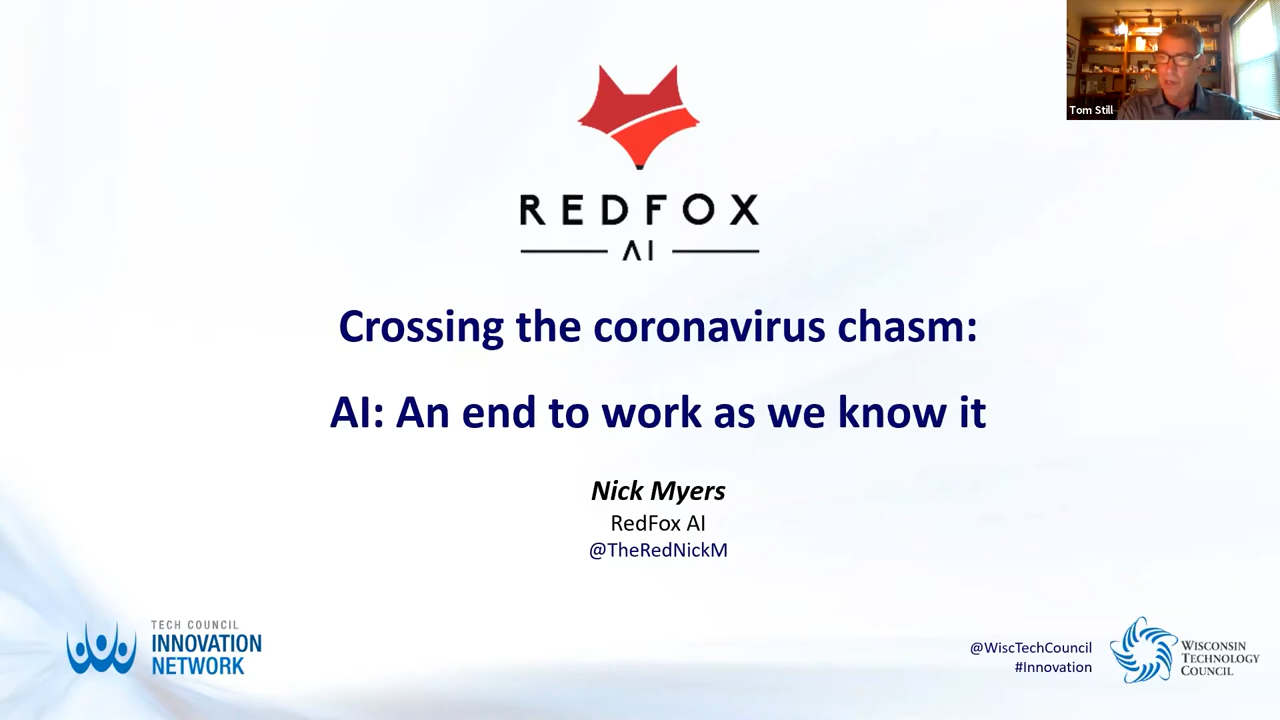 Tom Still
REDFOX
AI
Crossing the coronavirus chasm:
AI: An end to work as we know it
Nick Myers
RedFox AI
@TheRedNickM
TECH COUNCIL
INNOVATION
NETWORK
@WiscTechCouncil
#Innovation
WISCONSIN
TECHNOLOGY
COUNCIL